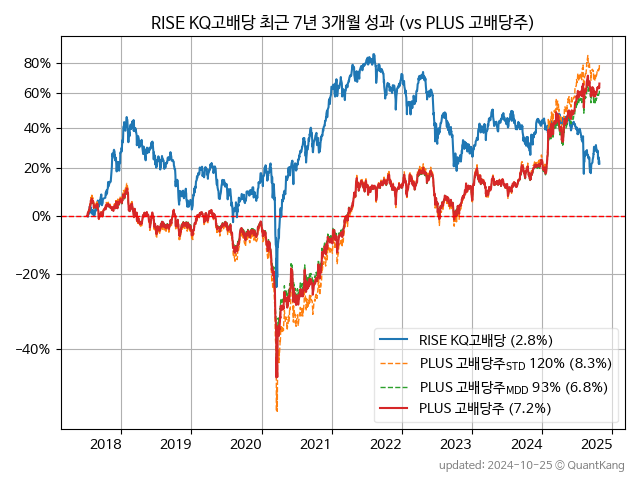 RISE KQ고배당 최근 7년 3개월 성과 (vs PLUS 고배당주)
80%
60%
40%
20%
0%
−20%
−40%
RISE KQ고배당 (2.8%)
PLUS 고배당주STD 120% (8.3%)
PLUS 고배당주MDD 93% (6.8%)
PLUS 고배당주 (7.2%)
2018 2019 2020 2021 2022 2023 2024 2025
updated: 2024-10-25 © QuantKang